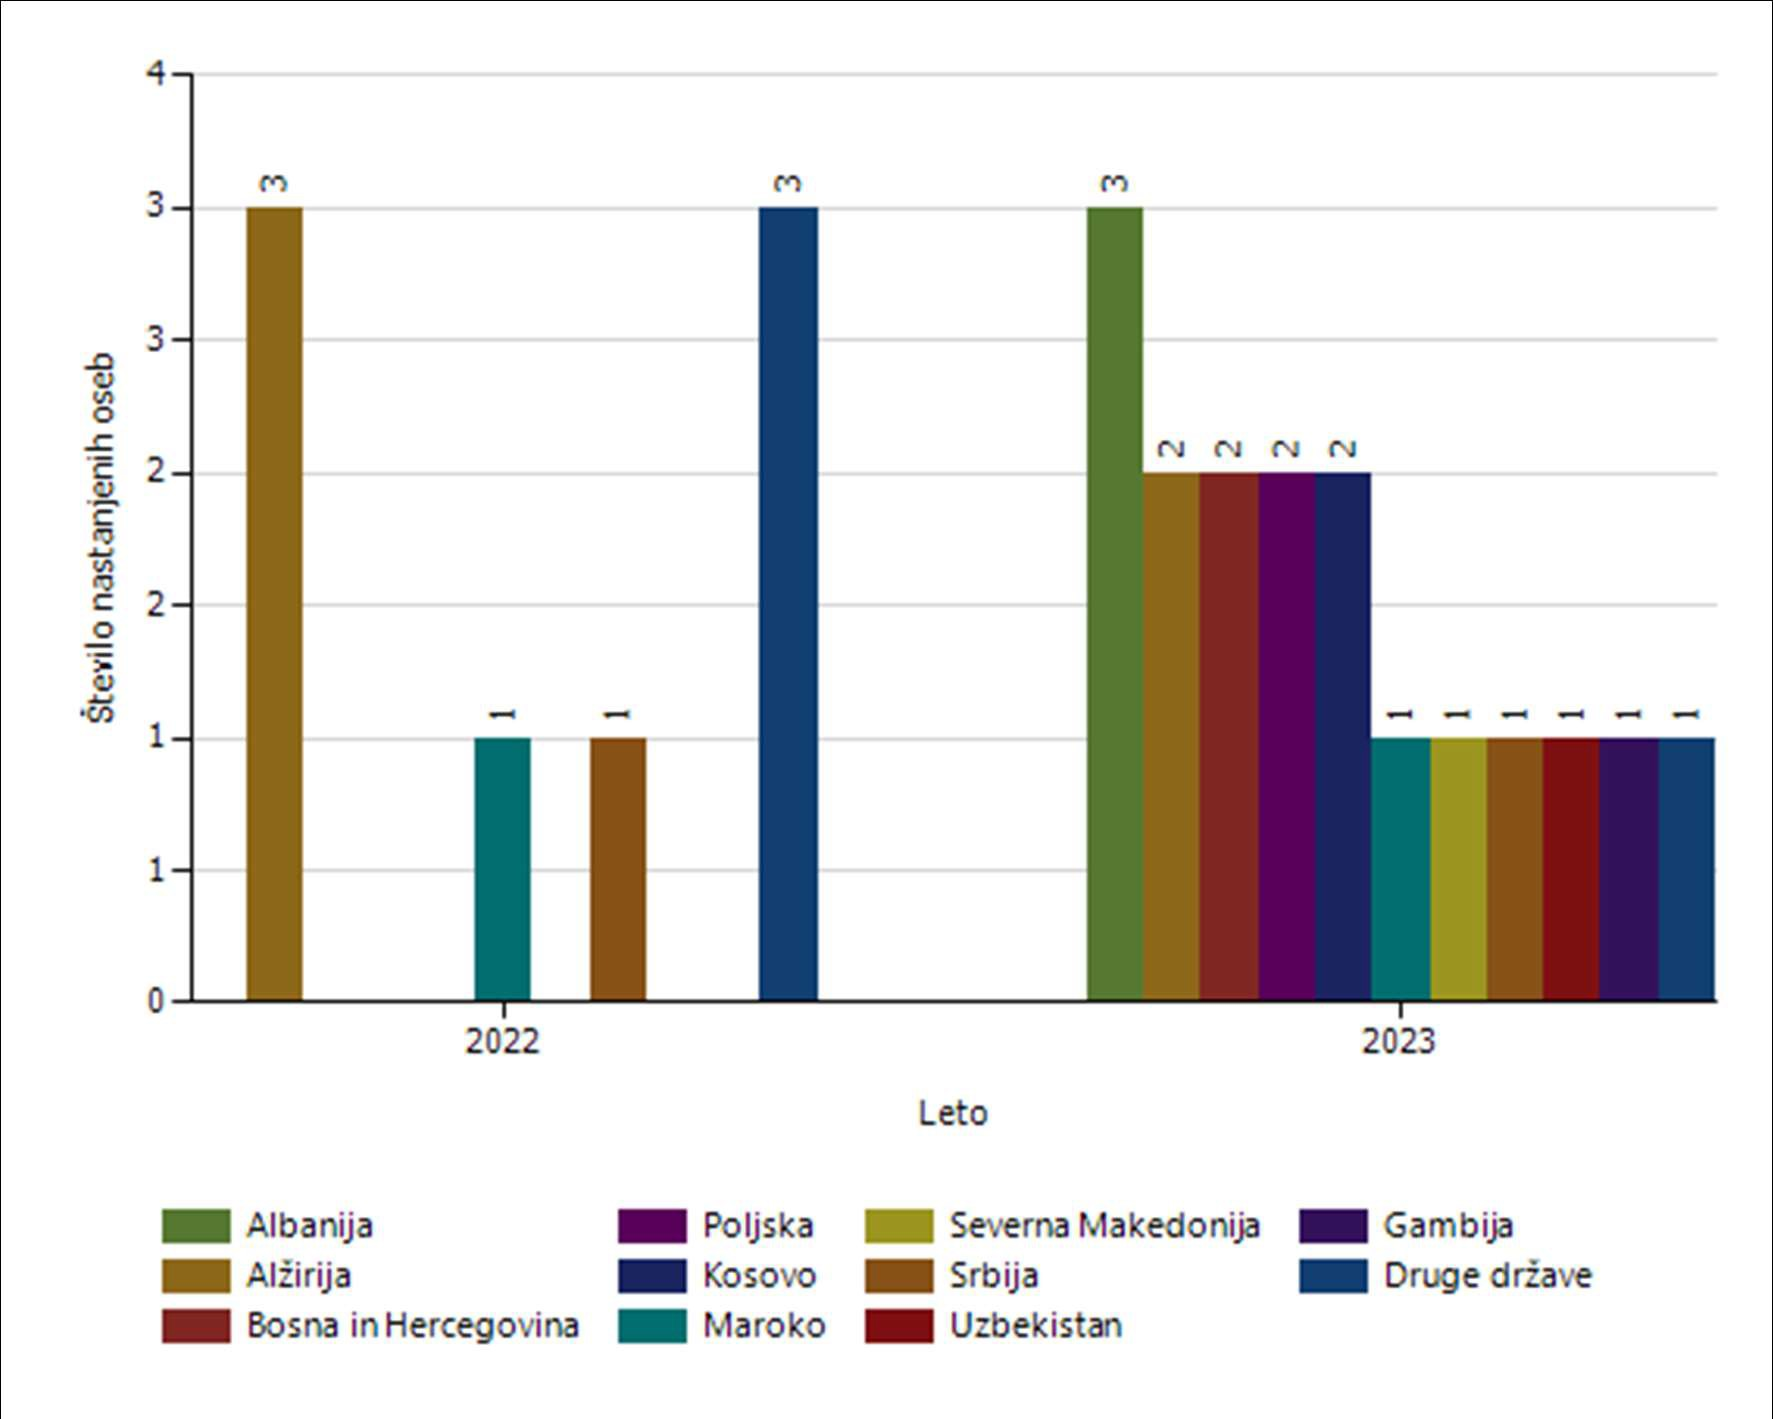 4
3
3
2
2
1
1
0
Število nastanjenih oseb
3
1
1
3
3
2
2
2
2
1
1
1
1
1
1
2022
2023
Leto
Albanija
Poljska
Severna Makedonija
Gambija
Alžirija
Kosovo
Srbija
Druge države
Bosna in Hercegovina
Maroko
Uzbekistan